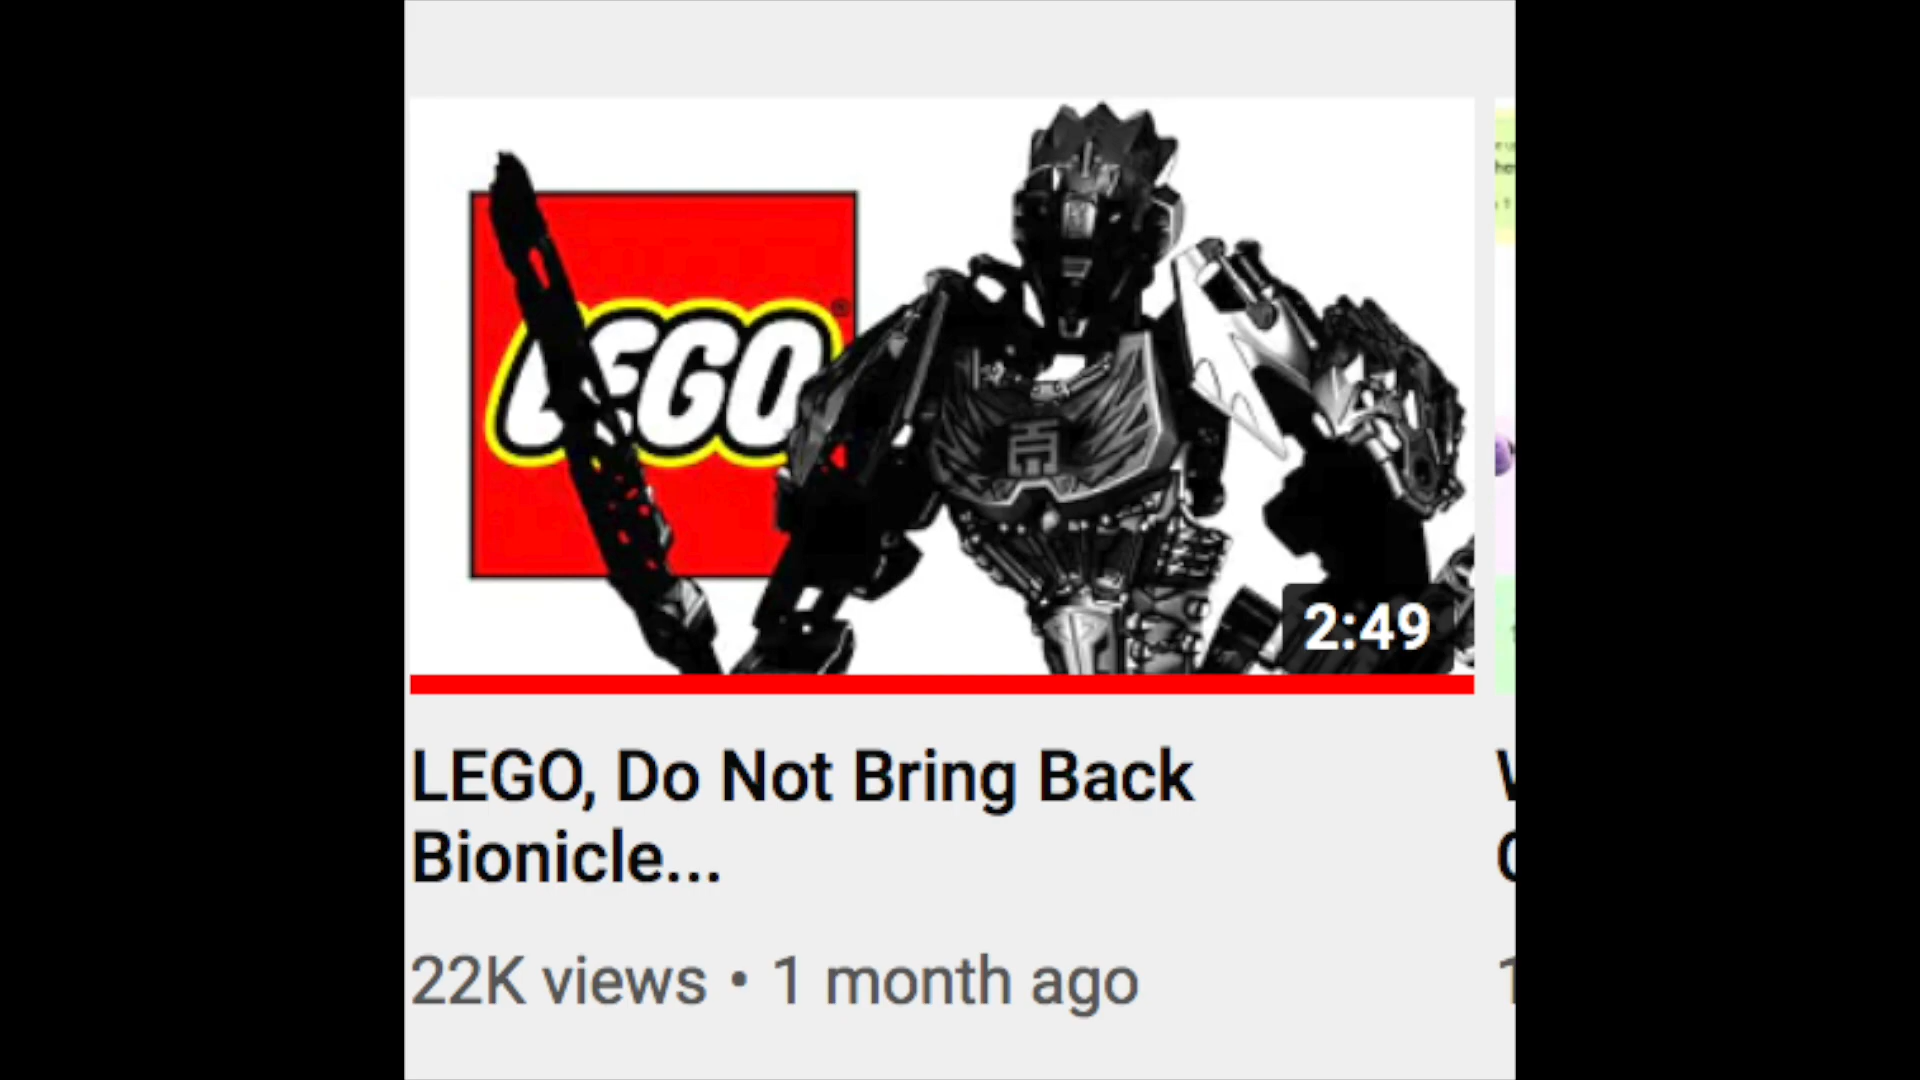 LEGO
®
2:49
LEGO, Do Not Bring Back
Bionicle...
22K views • 1 month ago